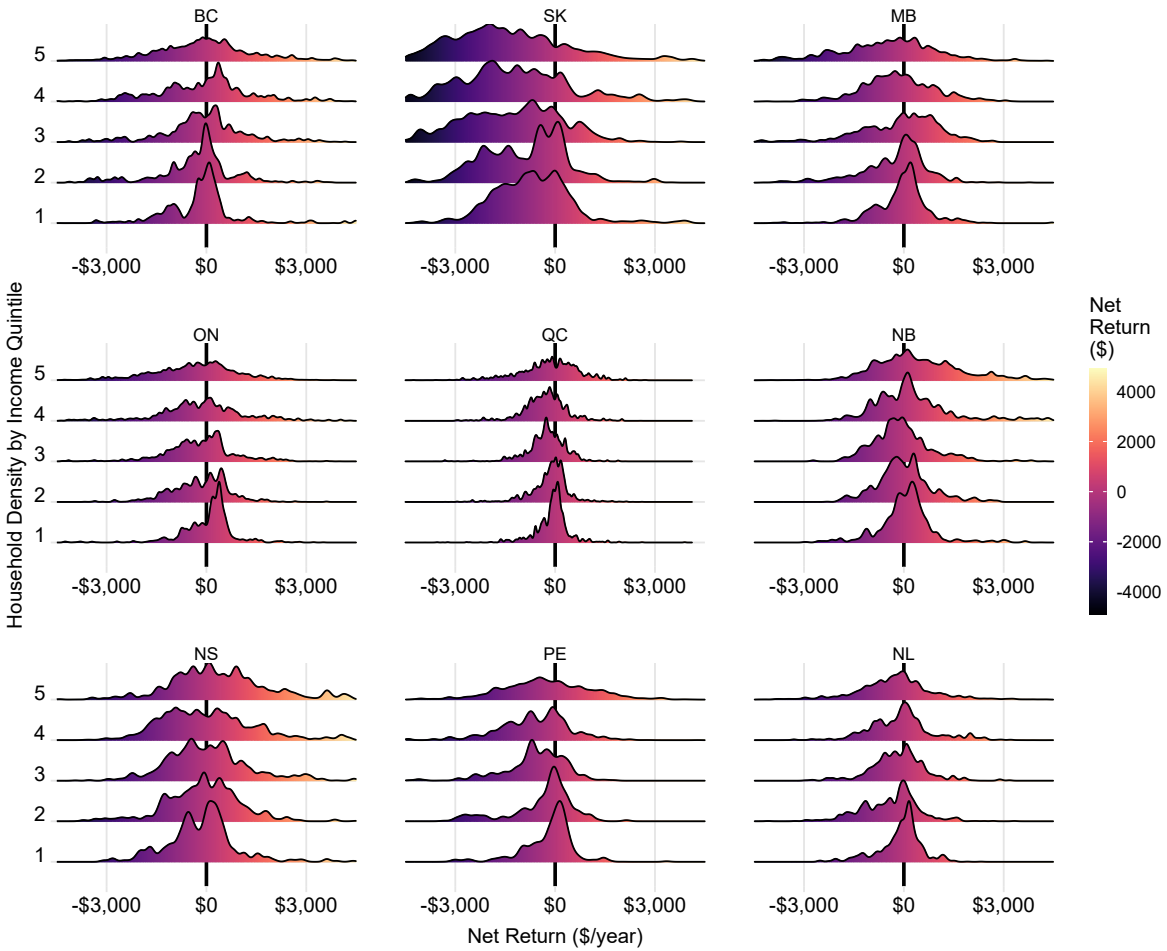 BC SK MB
5
4
3
2
1
-$3,000 $0 $3,000 -$3,000 $0 $3,000 -$3,000 $0 $3,000
ON QC NB
5
4
3
2
1
-$3,000 $0 $3,000 -$3,000 $0 $3,000 -$3,000 $0 $3,000
NS PE NL
5
4
3
2
1
-$3,000 $0 $3,000 -$3,000 $0 $3,000 -$3,000 $0 $3,000
Net Return ($/year)
Household Density by Income Quintile
Net
Return
($)
4000
2000
0
-2000
-4000